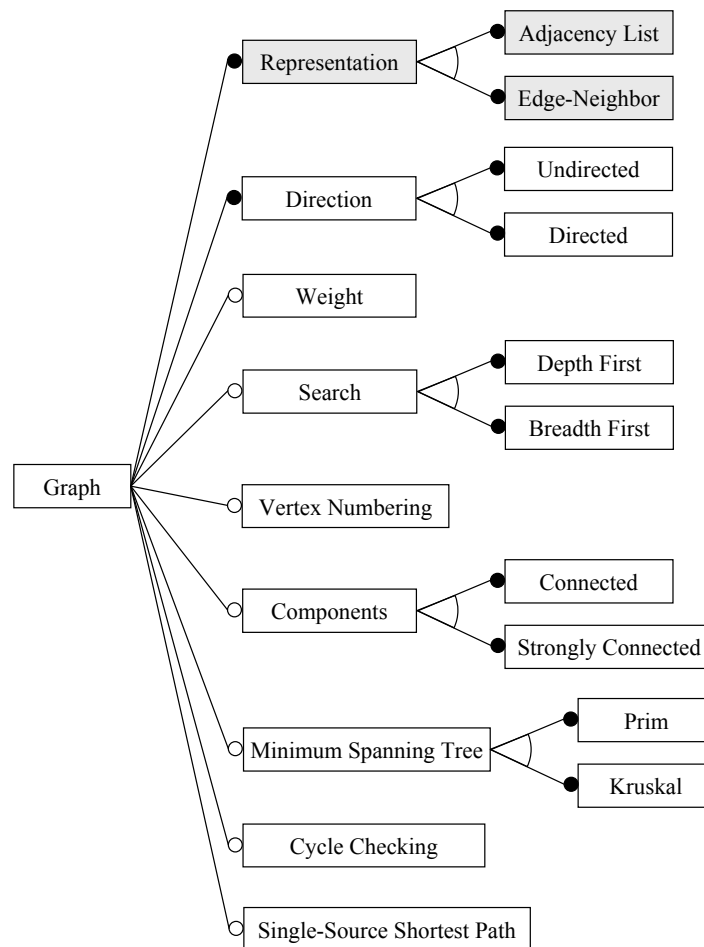 Adjacency List
Representation
Edge-Neighbor
Undirected
Direction
Directed
Weight
Depth First
Search
Breadth First
Graph
Vertex Numbering
Connected
Components
Strongly Connected
Prim
Minimum Spanning Tree
Kruskal
Cycle Checking
Single-Source Shortest Path